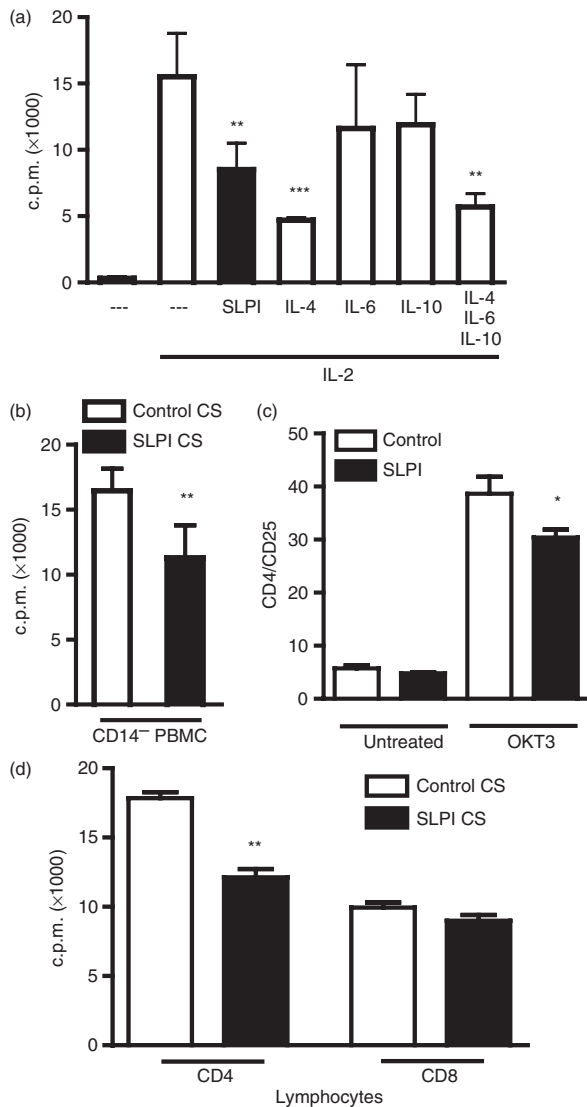 (a)
20
15
10
5
0
c.p.m. (×1000)
**
***
**
---
---
SLPI
IL-4
IL-6
IL-10
IL-4
IL-6
IL-10
IL-2
(b)
Control CS
SLPI CS
20
15
10
5
0
c.p.m. (×1000)
**
CD14− PBMC
(c)
Control
SLPI
50
40
30
20
10
0
CD4/CD25
*
Untreated
OKT3
(d)
Control CS
SLPI CS
20
15
10
5
0
c.p.m. (×1000)
**
CD4
CD8
Lymphocytes